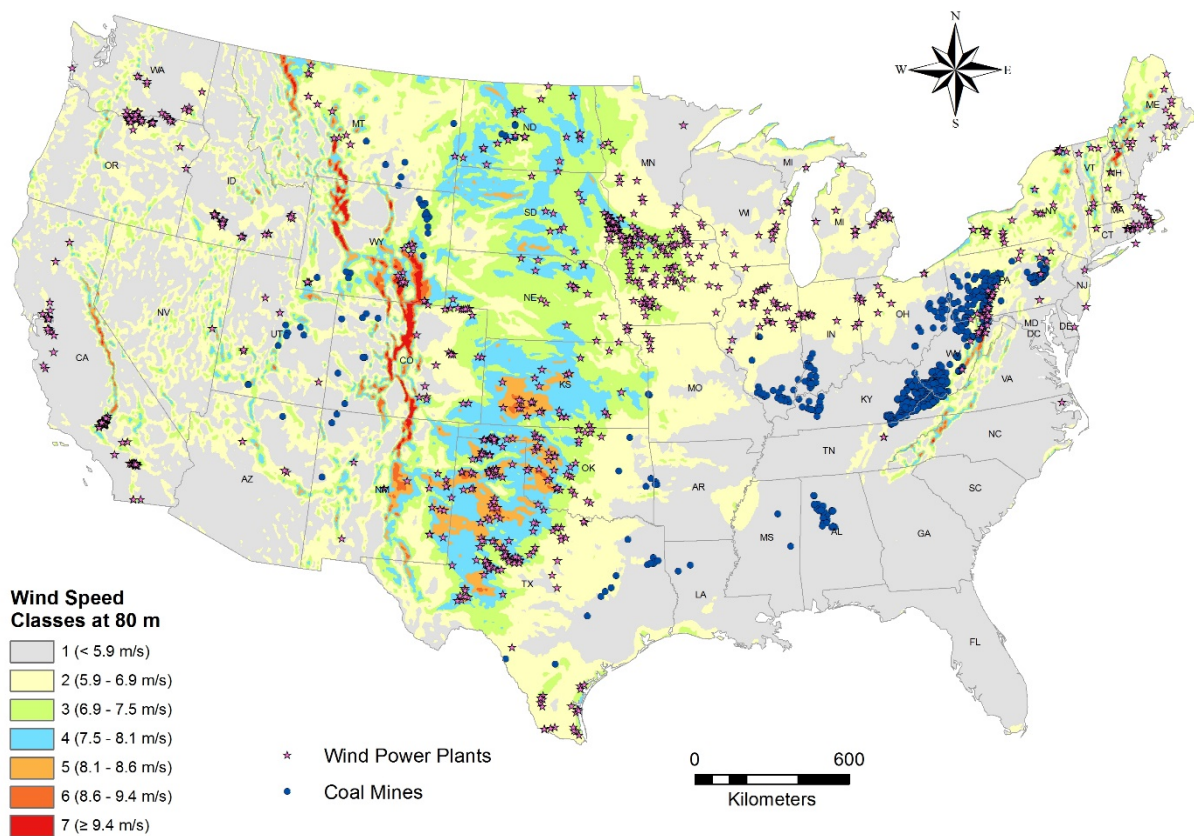 N
W
E
S
WA
MT
ND
MN
ME
OR
ID
SD
WI
MI
MI
VT
NH
NY
MA
CT
WY
NE
NV
UT
CO
CA
KS
MO
IN
OH
PA
NJ
MD
DE
DC
WV
VA
KY
AZ
NM
OK
AR
TN
NC
SC
TX
LA
MS
AL
GA
FL
Wind Speed
Classes at 80 m
1 (< 5.9 m/s)
2 (5.9 - 6.9 m/s)
3 (6.9 - 7.5 m/s)
4 (7.5 - 8.1 m/s)
5 (8.1 - 8.6 m/s)
6 (8.6 - 9.4 m/s)
7 (≥ 9.4 m/s)
Wind Power Plants
Coal Mines
0
600
Kilometers